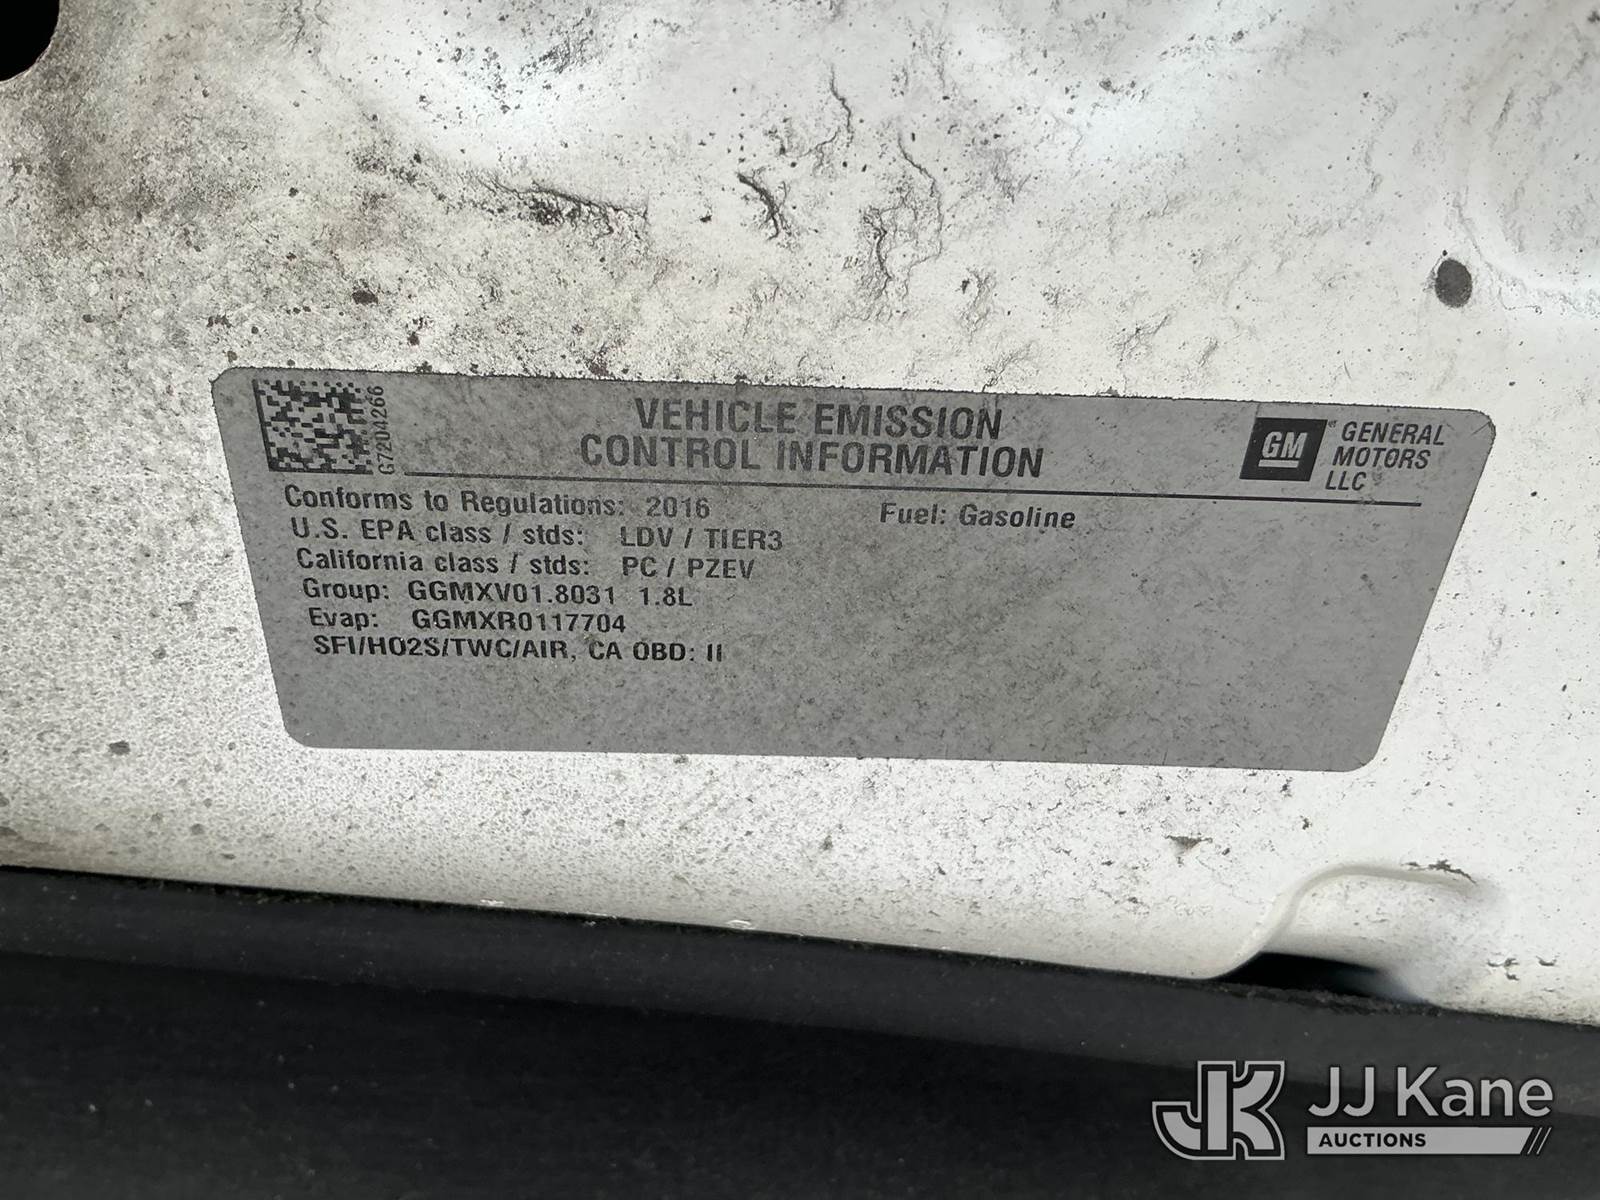 G7204266
VEHICLE EMISSION
CONTROL INFORMATION
GM
GENERAL
MOTORS
LLC
Conforms to Regulations: 2016
Fuel: Gasoline
U.S. EPA class / stds: LDV / TIER3
California class / stds: PC / PZEV
Group: GGMXV01.8031 1.8L
Evap: GGMXR0117704
SFI/HO2S/TWC/AIR, CA OBD: II
JK
JJ Kane
AUCTIONS